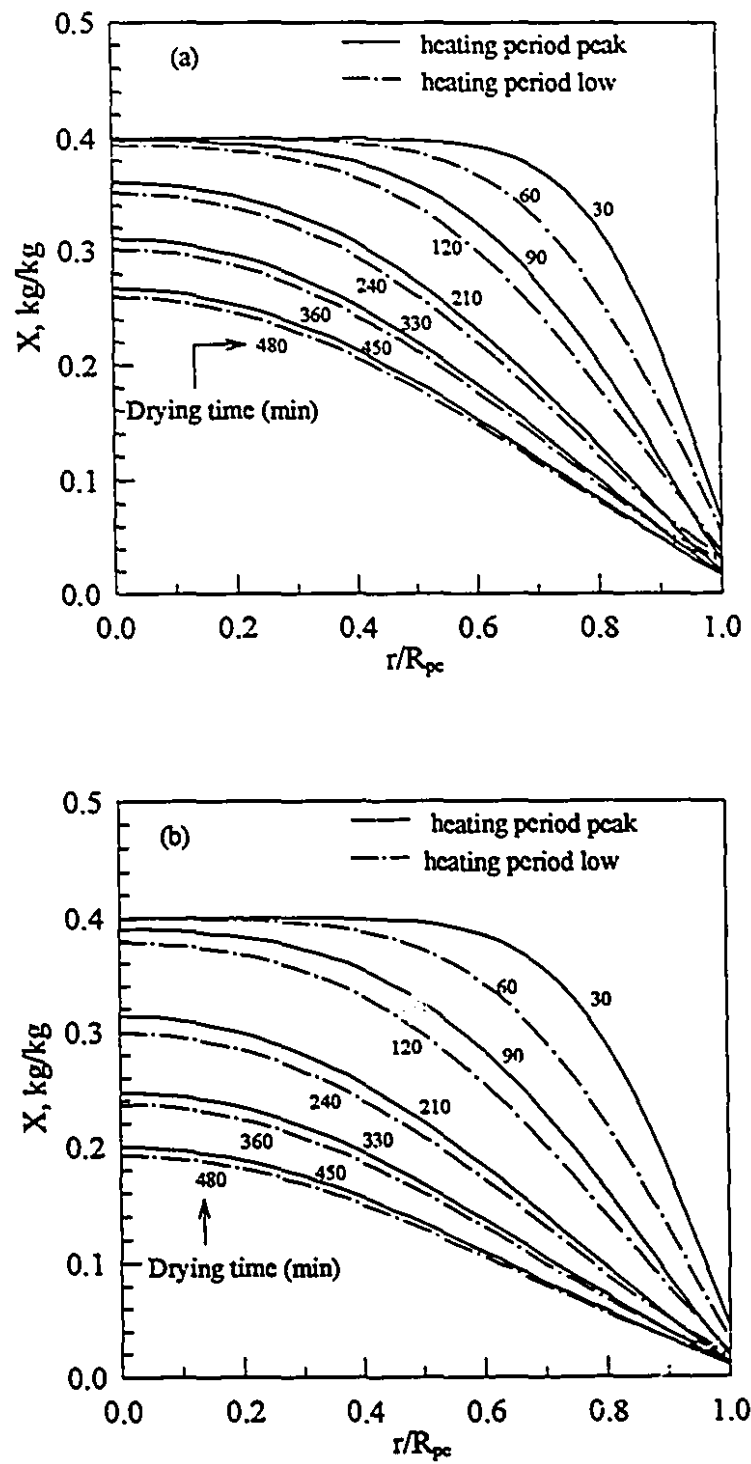 0.5
(a)
heating period peak
heating period low
0.4
60
30
120
90
0.3
X, kg/kg
240
210
360
330
480
450
0.2
Drying time (min)
0.1
0.0
0.0 0.2 0.4 0.6 0.8 1.0
r/Rpe
0.5
(b)
heating period peak
heating period low
0.4
60
30
120
90
0.3
X, kg/kg
240
210
0.2
360
330
480
450
Drying time (min)
0.1
0.0
0.0 0.2 0.4 0.6 0.8 1.0
r/Rpe